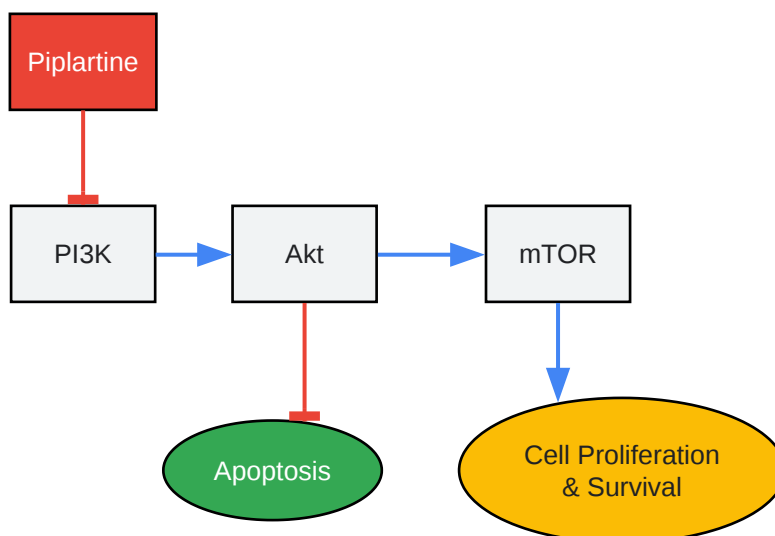 Piplartine
PI3K
Akt
mTOR
Apoptosis
Cell Proliferation
& Survival